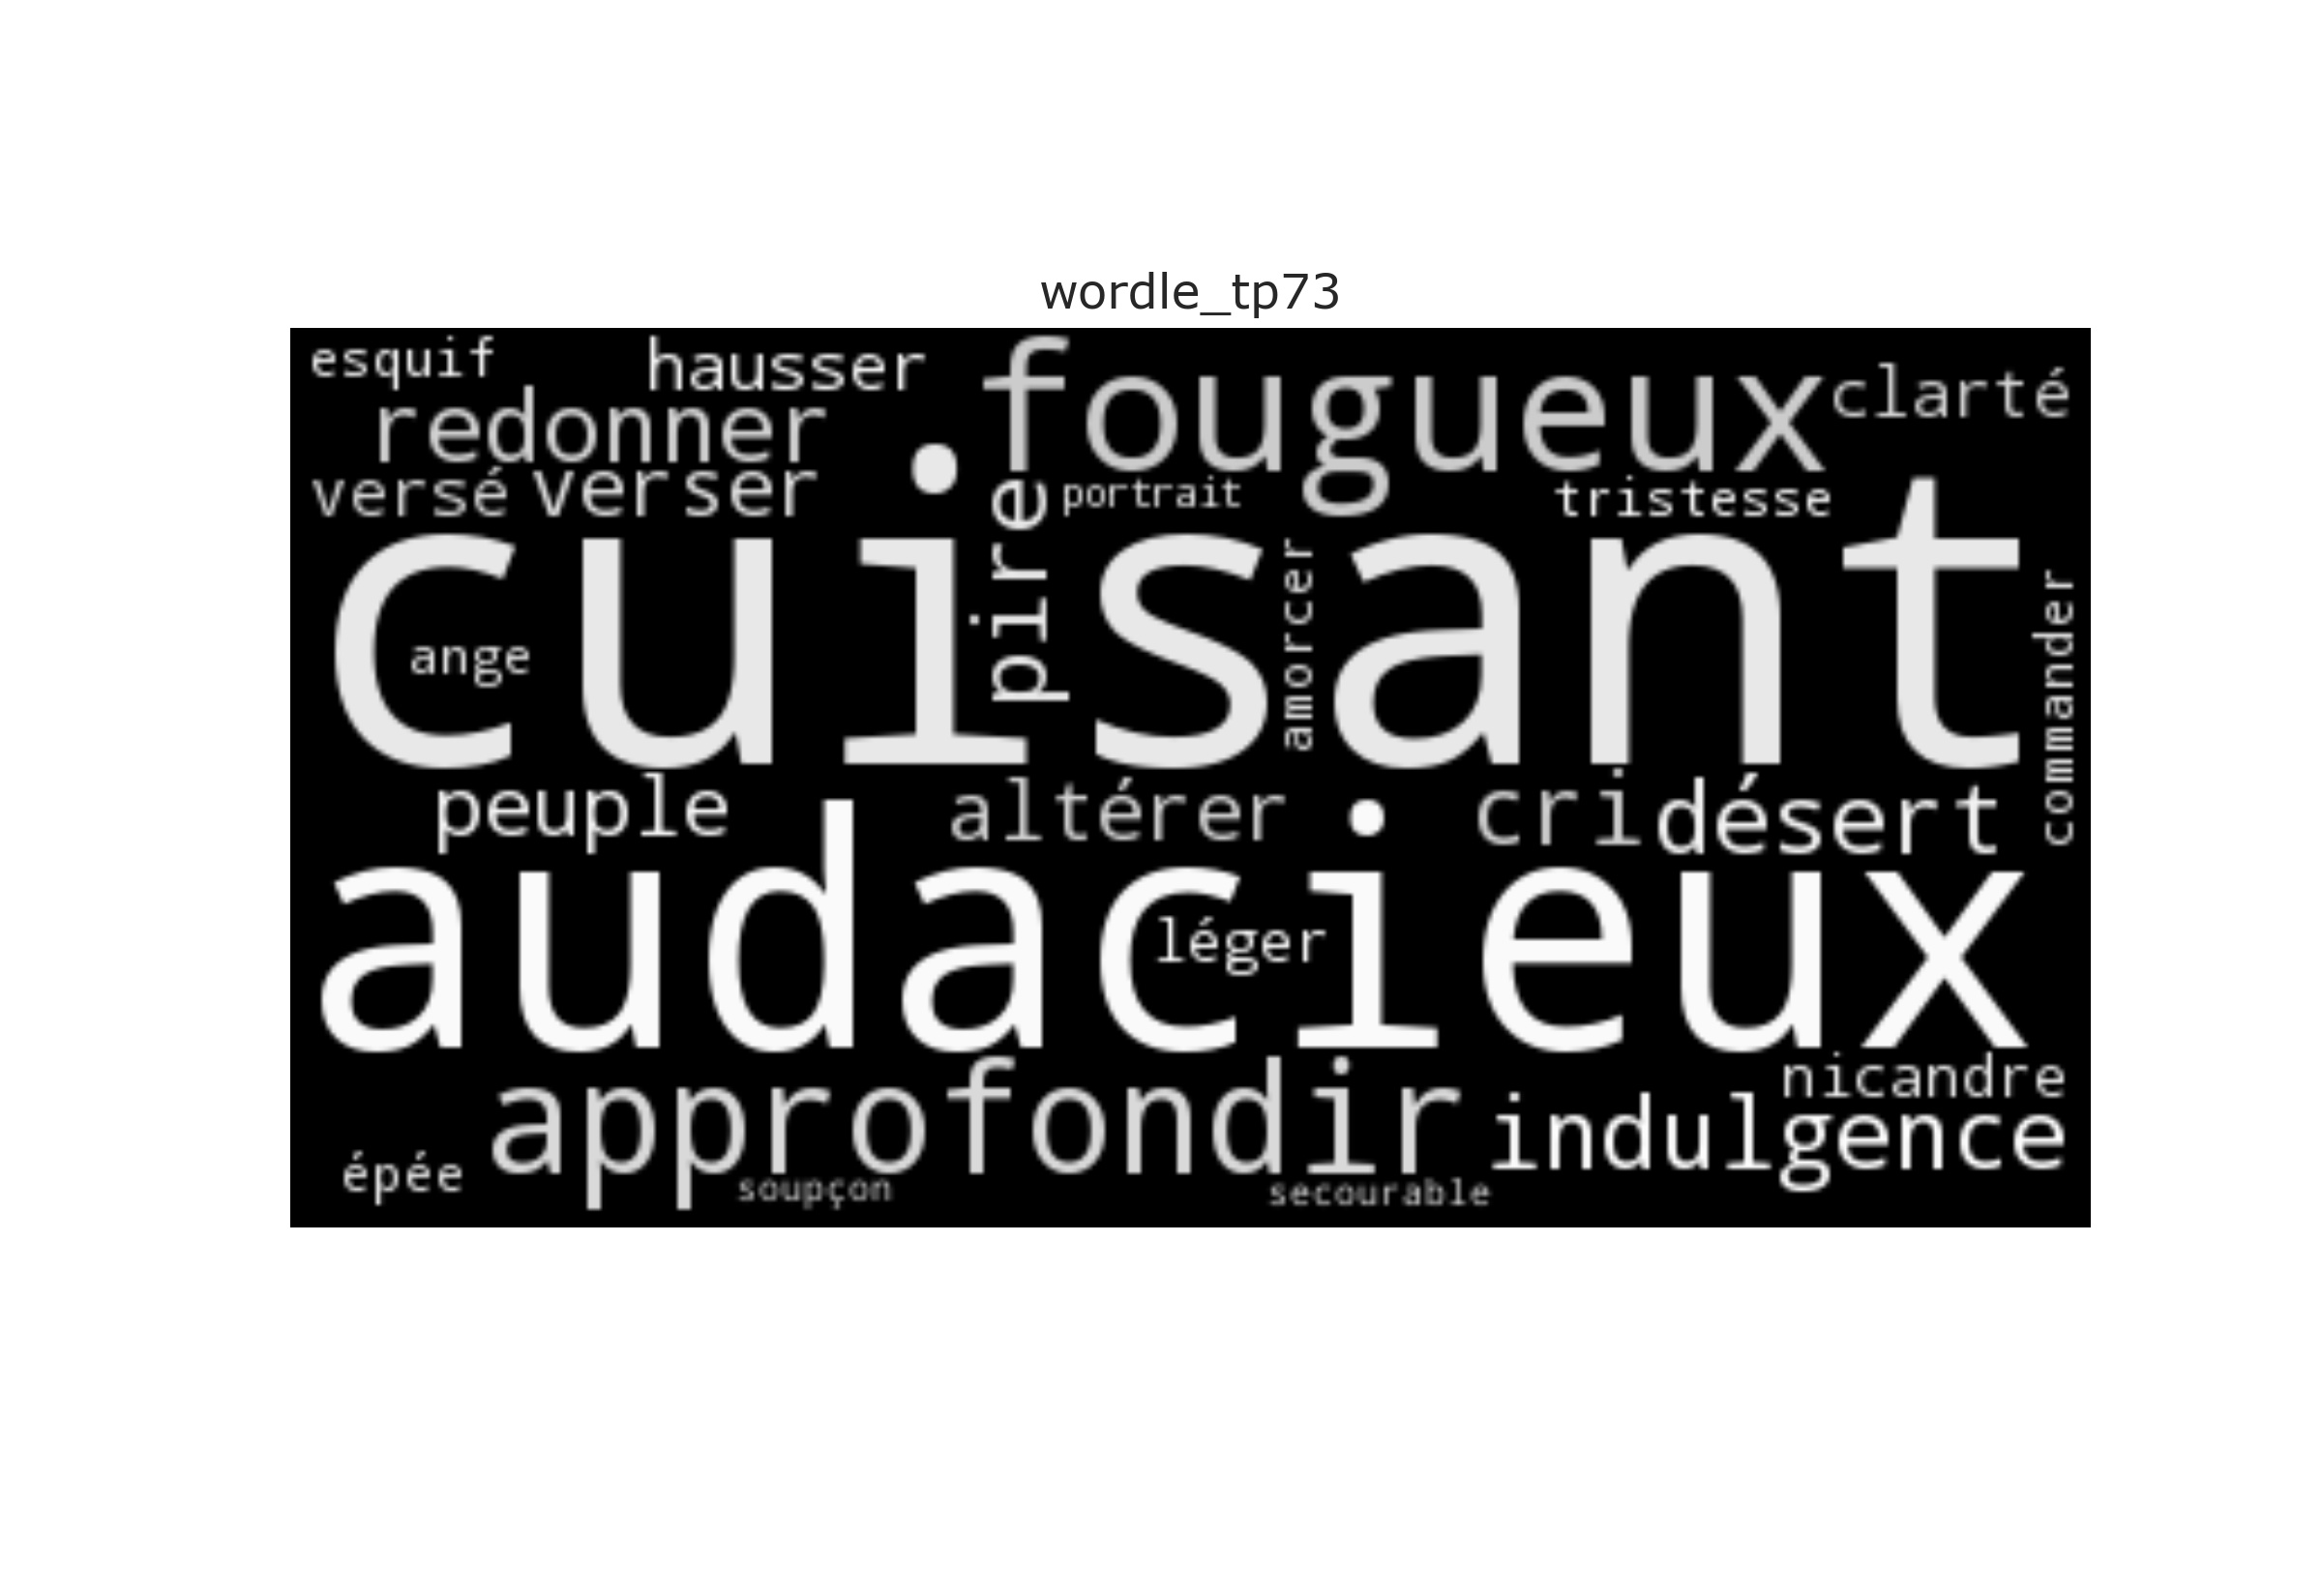 wordle_tp73
esquif
hausser
fougueux
clarté
redonner
versé
verser
pire
portrait
tristesse
cuisant
ange
amorcer
commander
peuple
altérer
cri
désert
audacieux
léger
approfondir
nicandre
indulgence
épée
soupçon
secourable